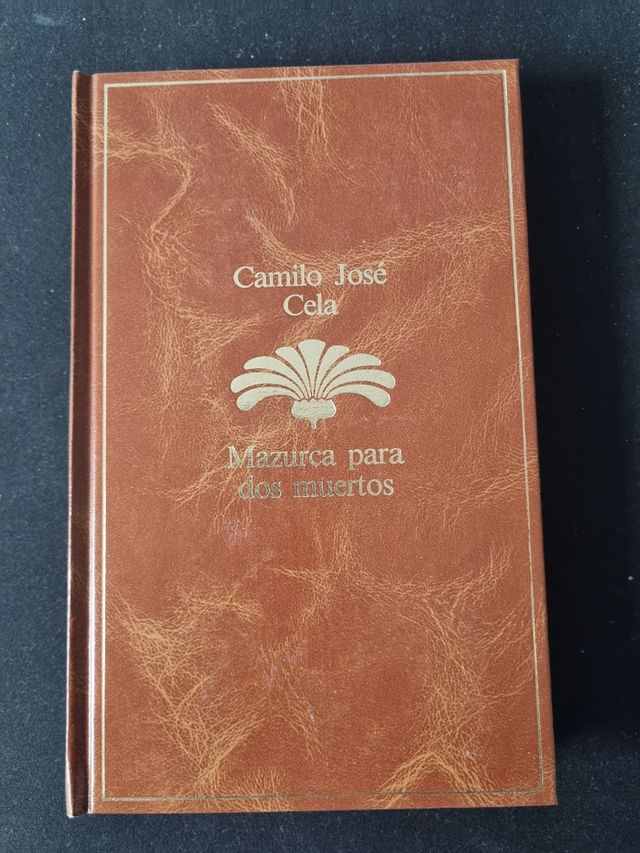 Camilo José
Cela
Mazurca para
dos muertos